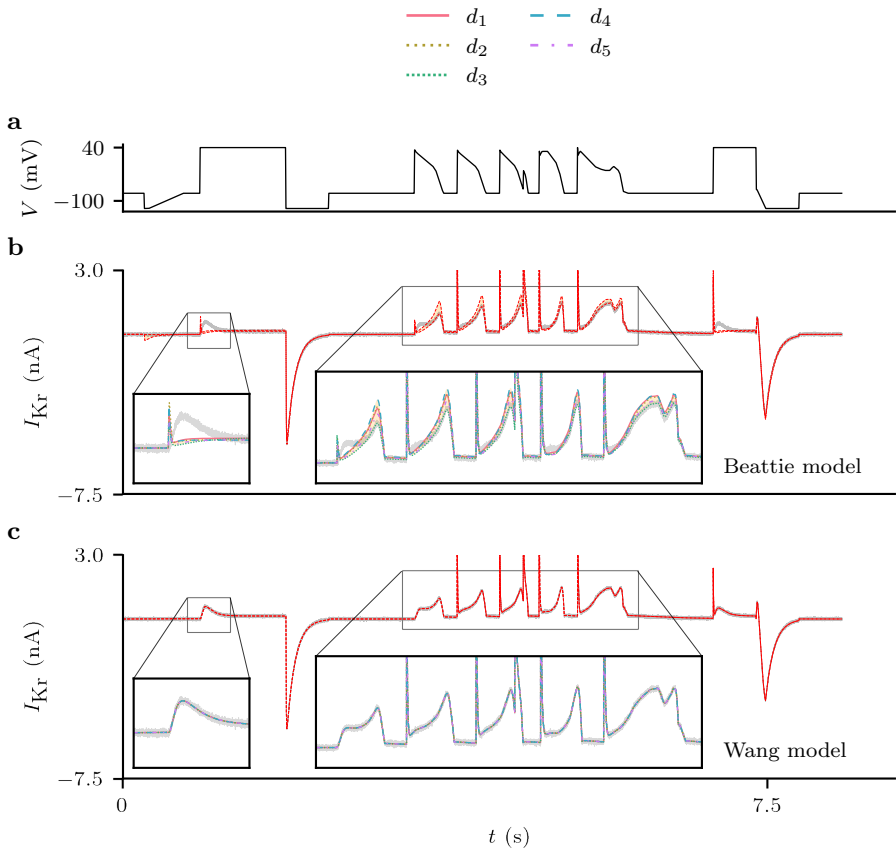 d1 d4
d2 d5
d3
a
40
−100
V (mV)
b
3.0
−7.5
IKr (nA)
Beattie model
c
3.0
−7.5
IKr (nA)
Wang model
0 7.5
t (s)